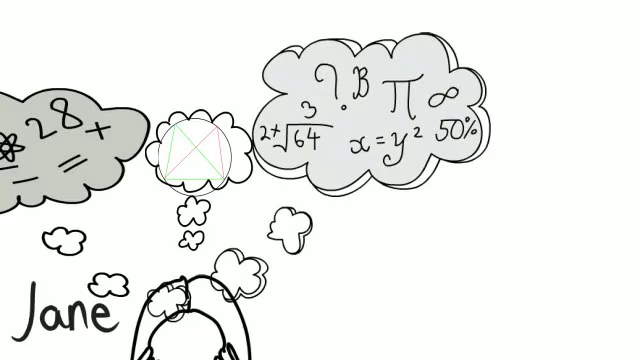 28+
= =
? B π ∞
2+∛64 x=y² 50%
Jane